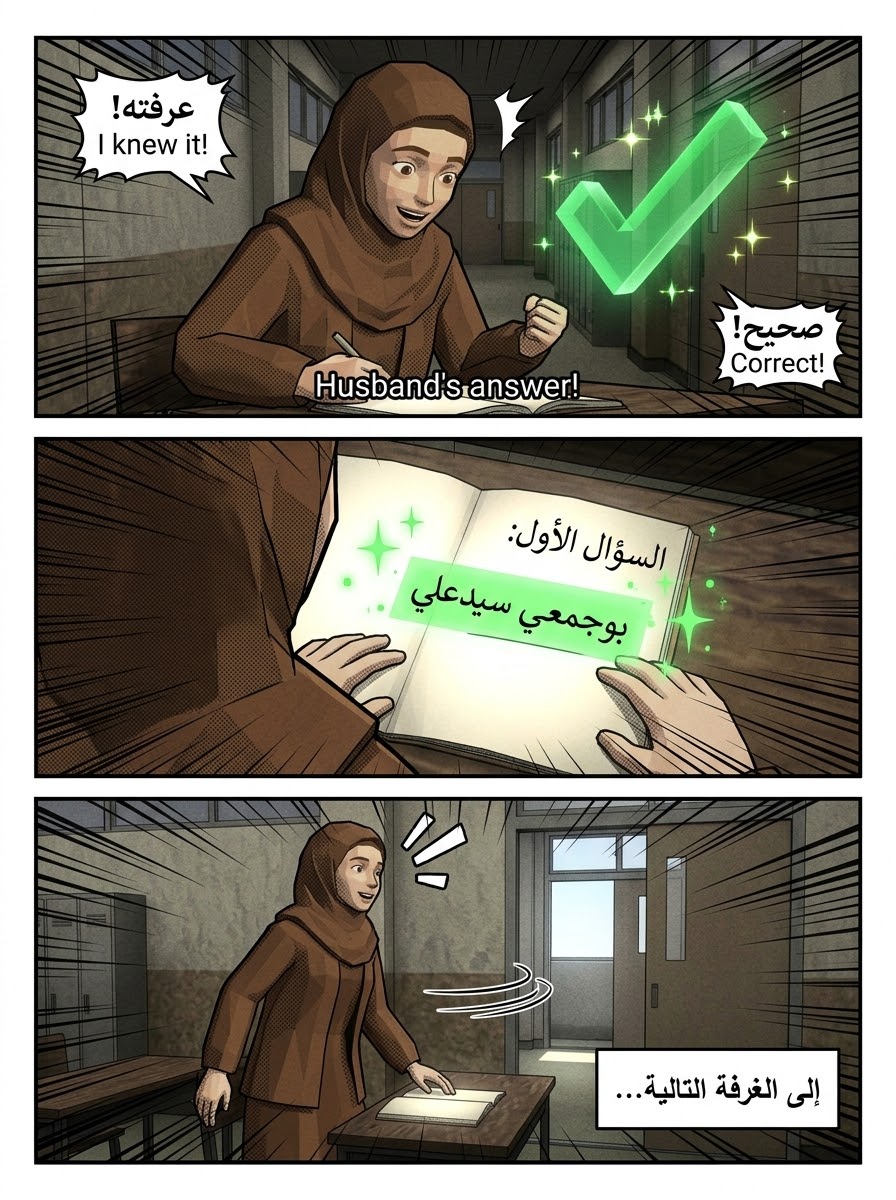 عرفته!
I knew it!
صحيح!
Correct!
Husband's answer!
السؤال الأول:
بوجمعي سيدعلي
إلى الغرفة التالية...